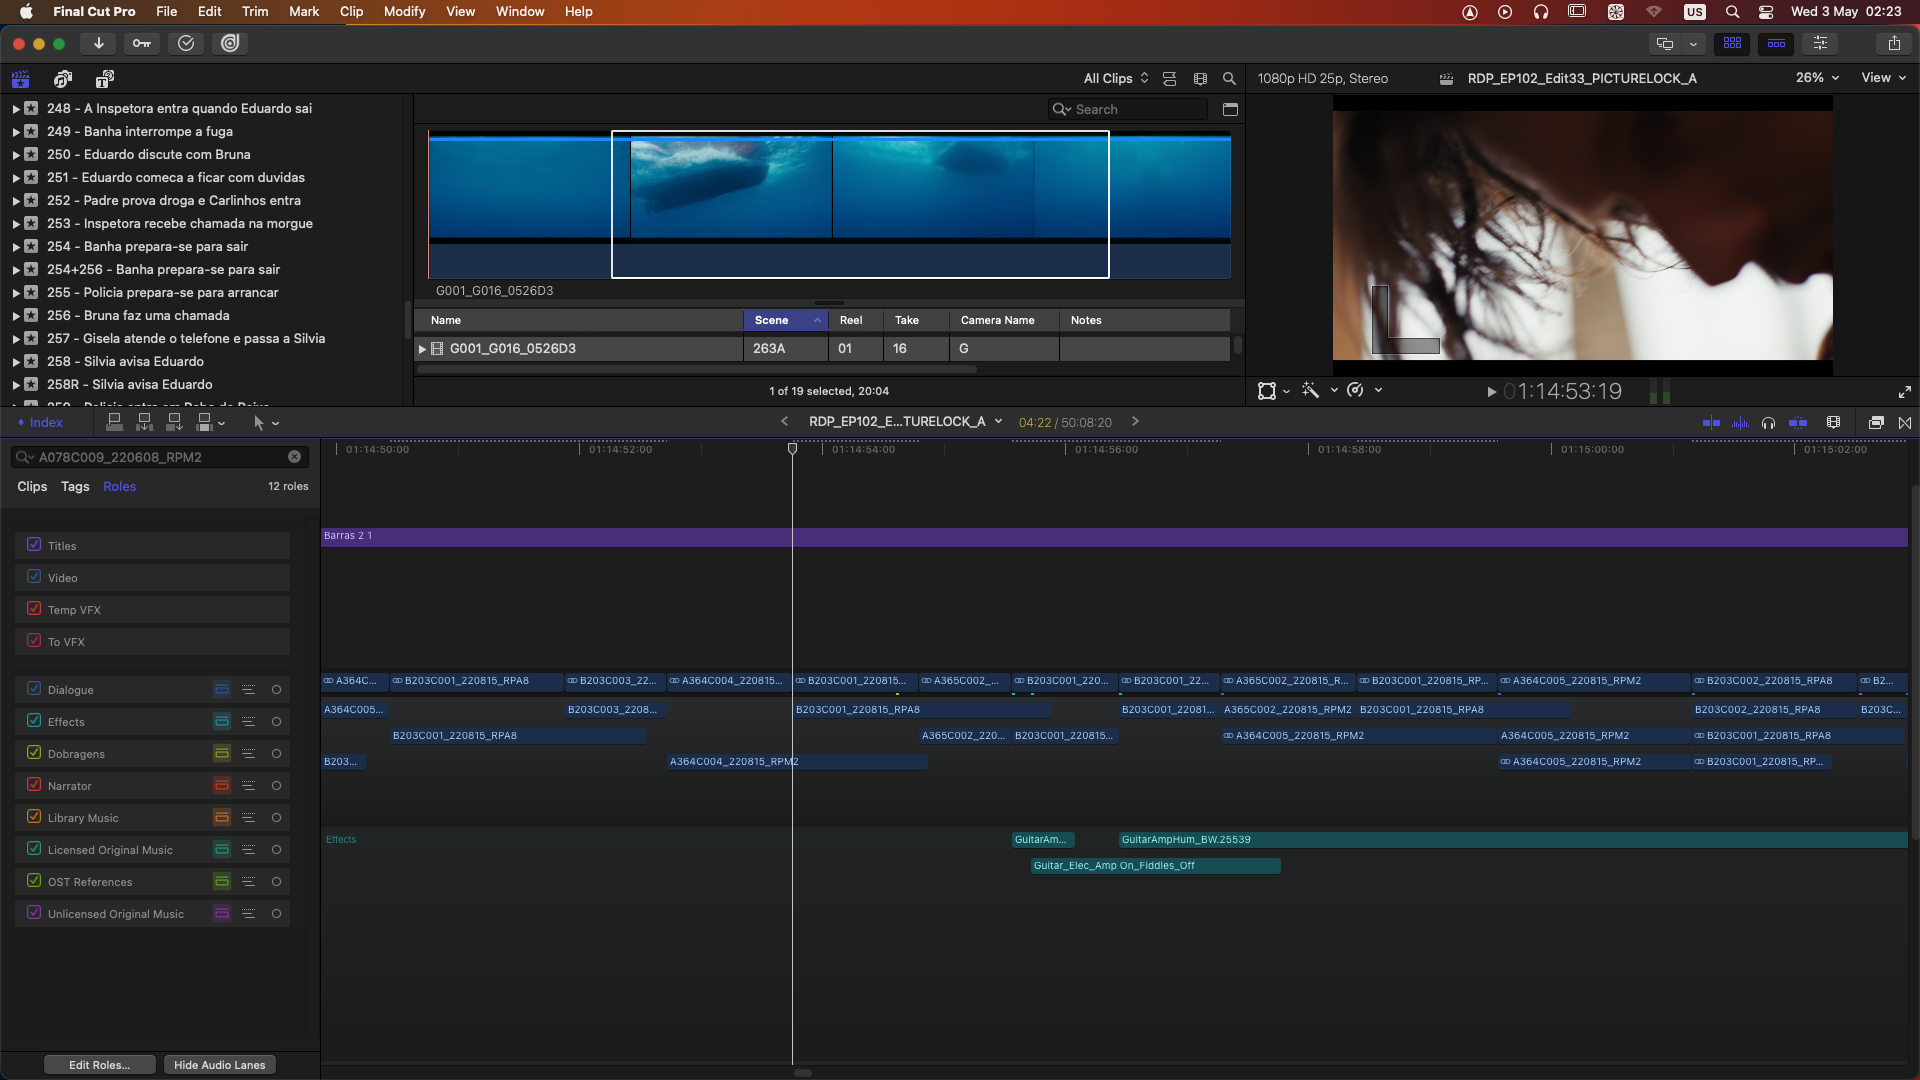 Final Cut Pro File Edit Trim Mark Clip Modify View Window Help US Wed 3 May 02:23
All Clips
1080p HD 25p, Stereo RDP_EP102_Edit33_PICTURELOCK_A 26% View
248 - A Inspetora entra quando Eduardo sai
249 - Banha interrompe a fuga
250 - Eduardo discute com Bruna
251 - Eduardo comeca a ficar com duvidas
252 - Padre prova droga e Carlinhos entra
253 - Inspetora recebe chamada na morgue
254 - Banha prepara-se para sair
254+256 - Banha prepara-se para sair
255 - Policia prepara-se para arrancar
256 - Bruna faz uma chamada
257 - Gisela atende o telefone e passa a Silvia
258 - Silvia avisa Eduardo
258R - Silvia avisa Eduardo
Search
G001_G016_0526D3
Name Scene Reel Take Camera Name Notes
G001_G016_0526D3 263A 01 16 G
1 of 19 selected, 20:04
01:14:53:19
Index
RDP_EP102_E...TURELOCK_A 04:22 / 50:08:20
A078C009_220608_RPM2
Clips Tags Roles 12 roles
Titles
Video
Temp VFX
To VFX
Dialogue
Effects
Dobragens
Narrator
Library Music
Licensed Original Music
OST References
Unlicensed Original Music
Edit Roles... Hide Audio Lanes
01:14:50:00 01:14:52:00 01:14:54:00 01:14:56:00 01:14:58:00 01:15:00:00 01:15:02:00
Barras 2 1
A364C... B203C001_220815_RPA8 B203C003_22... A364C004_220815... B203C001_220815... A365C002_... B203C001_220... B203C001_22... A365C002_220815_R... B203C001_220815_RP... A364C005_220815_RPM2 B203C002_220815_RPA8 B2...
A364C005... B203C003_2208... B203C001_220815_RPA8 B203C001_22081... A365C002_220815_RPM2 B203C001_220815_RPA8 B203C002_220815_RPA8 B203C...
B203C001_220815_RPA8 A365C002_220... B203C001_220815... A364C005_220815_RPM2 A364C005_220815_RPM2 B203C001_220815_RPA8
B203... A364C004_220815_RPM2 A364C005_220815_RPM2 B203C001_220815_RP...
Effects GuitarAm... GuitarAmpHum_BW.25539
Guitar_Elec_Amp On_Fiddles_Off